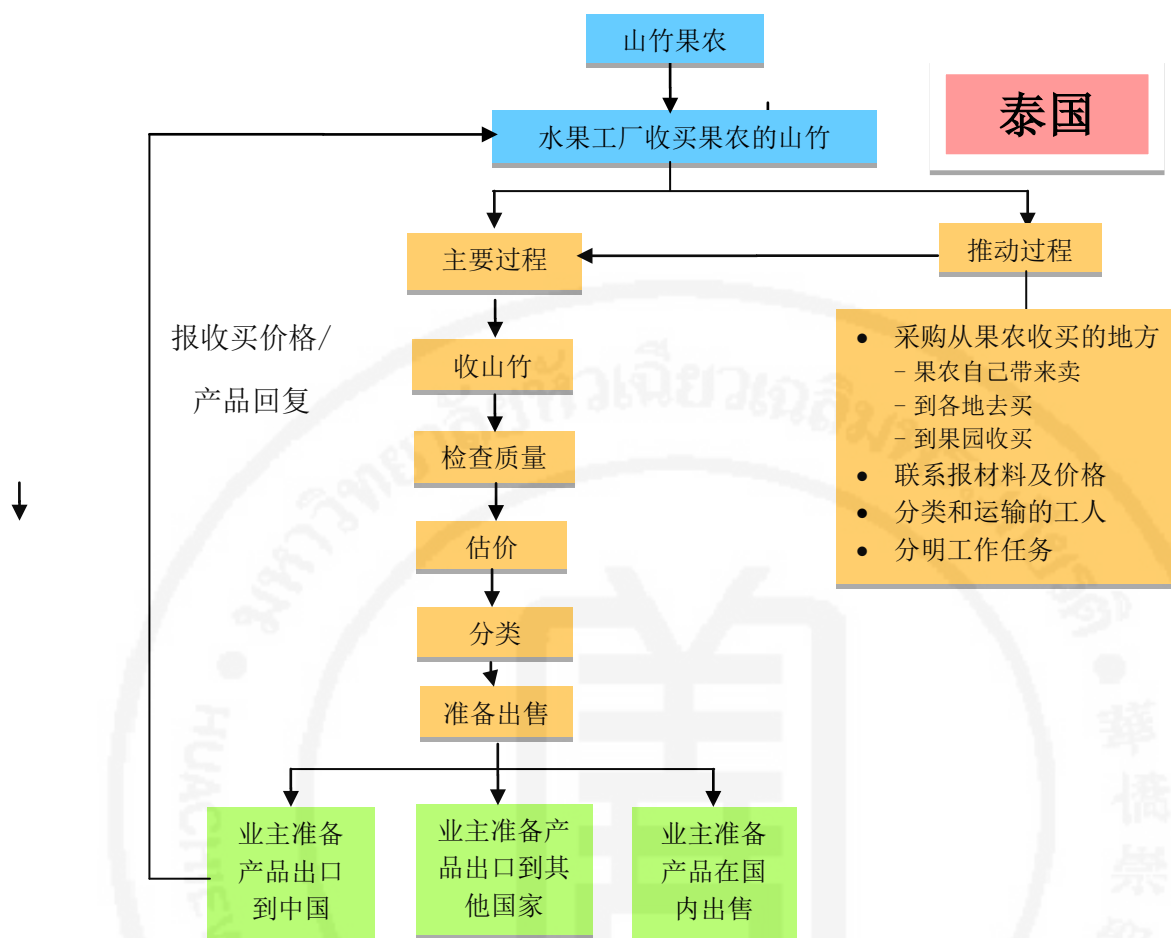 山竹果农
泰国
水果工厂收买果农的山竹
主要过程
推动过程
报收买价格/
产品回复
收山竹
检查质量
估价
分类
准备出售
● 采购从果农收买的地方
- 果农自己带来卖
- 到各地去买
- 到果园收买
● 联系报材料及价格
● 分类和运输的工人
● 分明工作任务
业主准备
产品出口
到中国
业主准备产
品出口到其
他国家
业主准备
产品在国
内出售
華
僑
崇
HUACHIEW